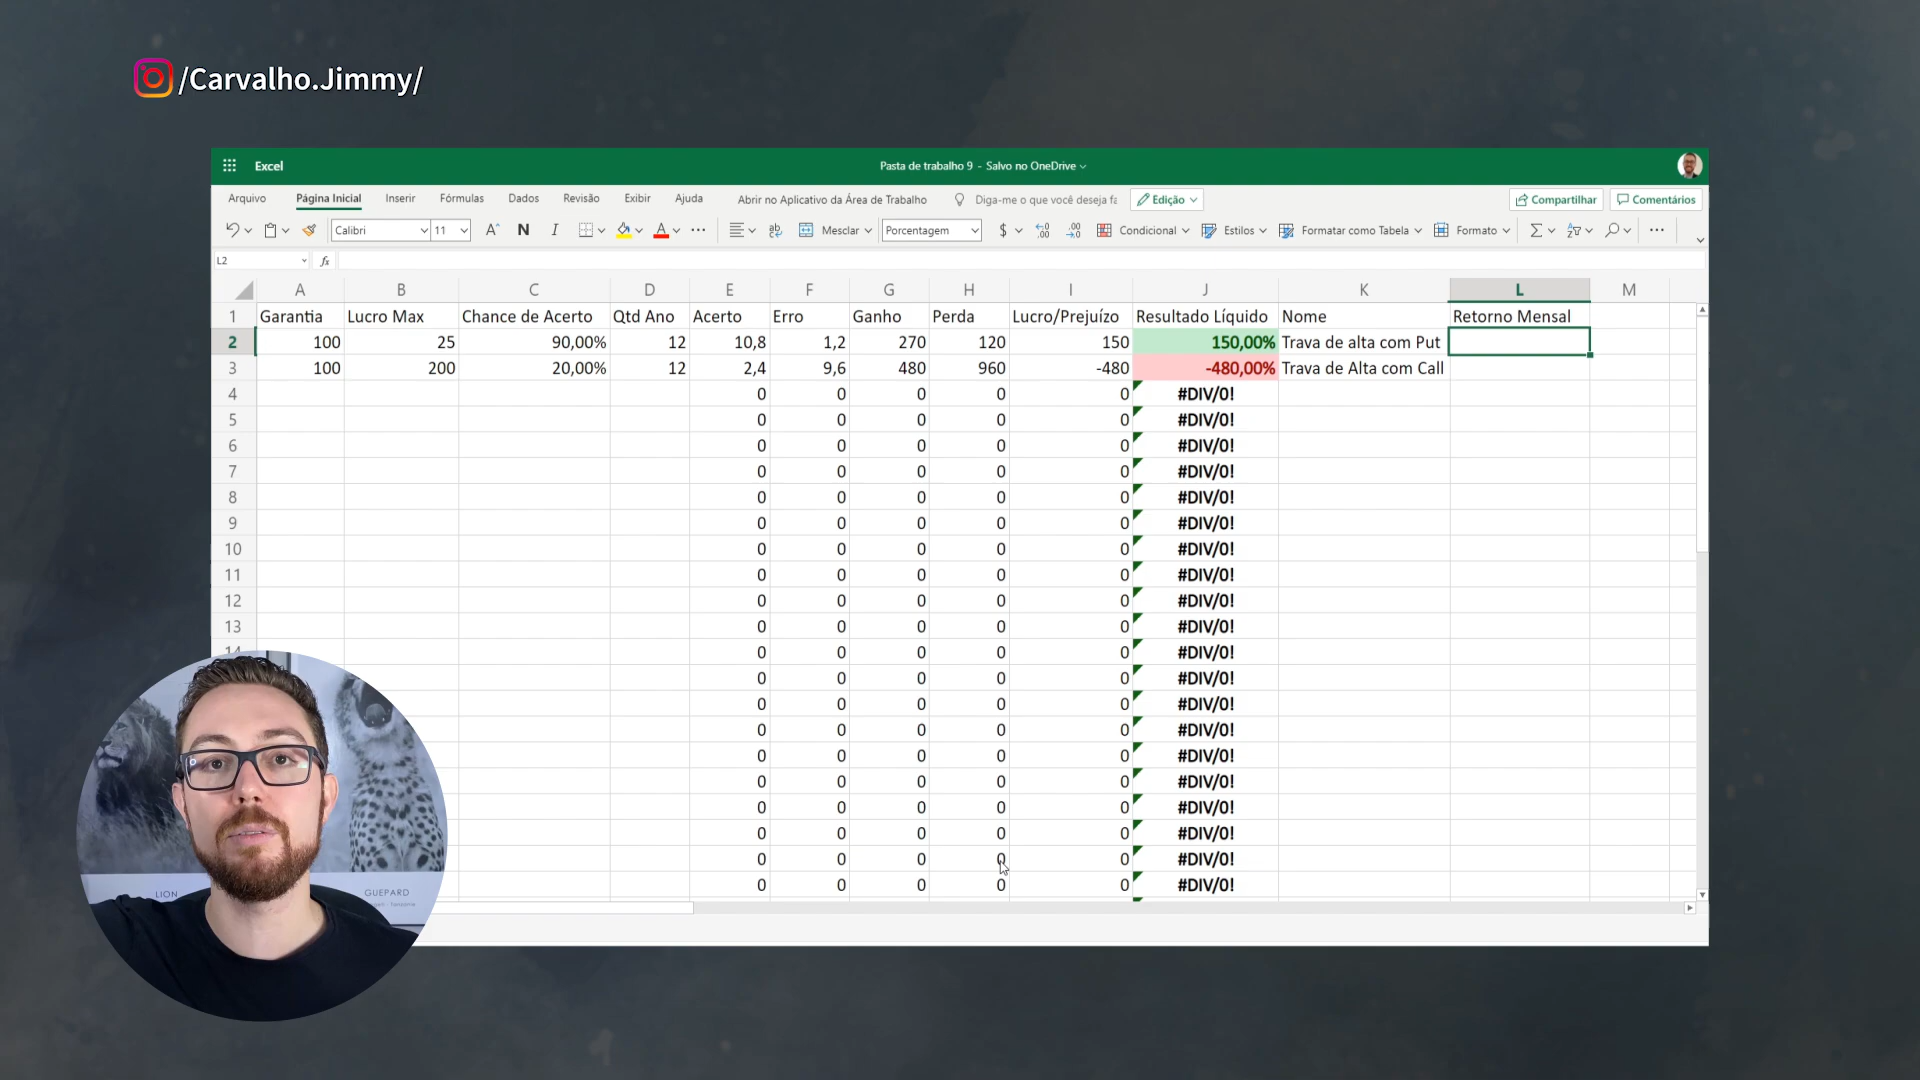 /Carvalho.Jimmy/
Excel
Pasta de trabalho 9 - Salvo no OneDrive
Arquivo Página Inicial Inserir Fórmulas Dados Revisão Exibir Ajuda Abrir no Aplicativo da Área de Trabalho Diga-me o que você deseja fa Edição Compartilhar Comentários
Calibri 11 A N I A ab Mesclar Porcentagem $ Condicional Estilos Formatar como Tabela Formato
L2 fx
A B C D E F G H I J K L M
1 Garantia Lucro Max Chance de Acerto Qtd Ano Acerto Erro Ganho Perda Lucro/Prejuízo Resultado Líquido Nome Retorno Mensal
2 100 25 90,00% 12 10,8 1,2 270 120 150 150,00% Trava de alta com Put
3 100 200 20,00% 12 2,4 9,6 480 960 -480 -480,00% Trava de Alta com Call
4 0 0 0 0 0 #DIV/0!
5 0 0 0 0 0 #DIV/0!
6 0 0 0 0 0 #DIV/0!
7 0 0 0 0 0 #DIV/0!
8 0 0 0 0 0 #DIV/0!
9 0 0 0 0 0 #DIV/0!
10 0 0 0 0 0 #DIV/0!
11 0 0 0 0 0 #DIV/0!
12 0 0 0 0 0 #DIV/0!
13 0 0 0 0 0 #DIV/0!
14 0 0 0 0 0 #DIV/0!
0 0 0 0 0 #DIV/0!
0 0 0 0 0 #DIV/0!
0 0 0 0 0 #DIV/0!
0 0 0 0 0 #DIV/0!
0 0 0 0 0 #DIV/0!
0 0 0 0 0 #DIV/0!
0 0 0 0 0 #DIV/0!
0 0 0 0 0 #DIV/0!
0 0 0 0 0 #DIV/0!
LION GUEPARD